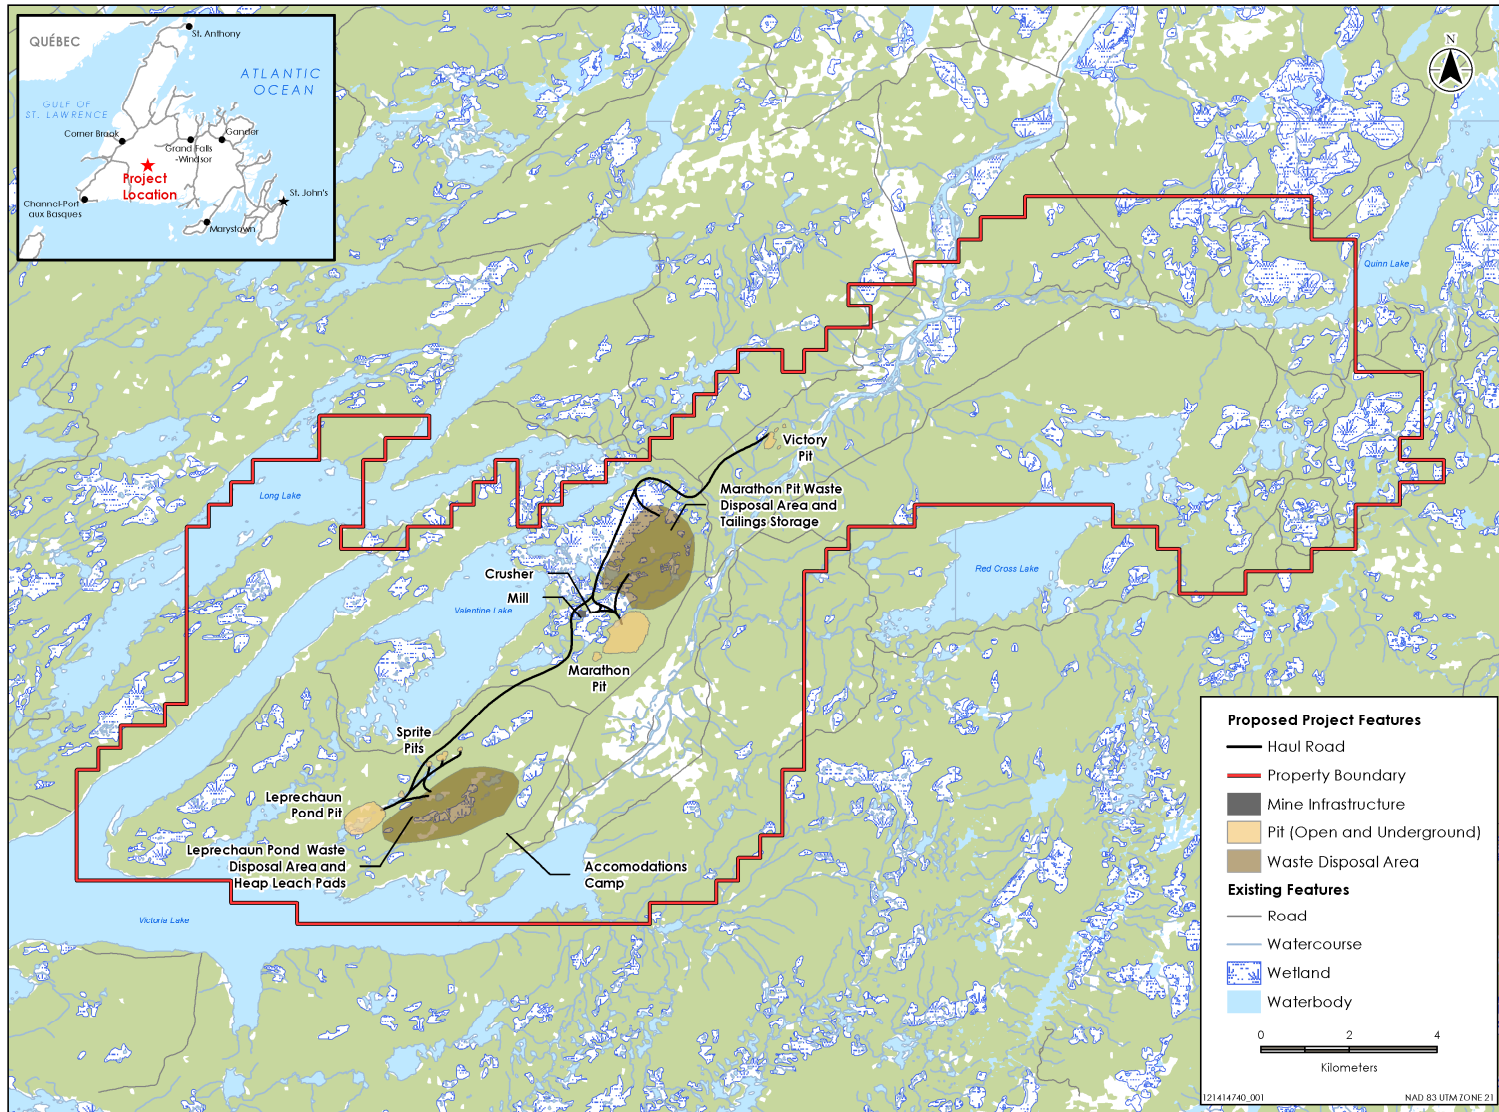 QUÉBEC
St. Anthony
ATLANTIC
OCEAN
GULF OF
ST. LAWRENCE
Corner Brook
Gander
Grand Falls
-Windsor
Project
Location
St. John's
Channel-Port
aux Basques
Marystown
N
Quinn Lake
Long Lake
Victory
Pit
Marathon Pit Waste
Disposal Area and
Tailings Storage
Crusher
Mill
Valentine Lake
Red Cross Lake
Marathon
Pit
Sprite
Pits
Leprechaun
Pond Pit
Leprechaun Pond Waste
Disposal Area and
Heap Leach Pads
Accomodations
Camp
Victoria Lake
Proposed Project Features
Haul Road
Property Boundary
Mine Infrastructure
Pit (Open and Underground)
Waste Disposal Area
Existing Features
Road
Watercourse
Wetland
Waterbody
0 2 4
Kilometers
121414740_001 NAD 83 UTM ZONE 21